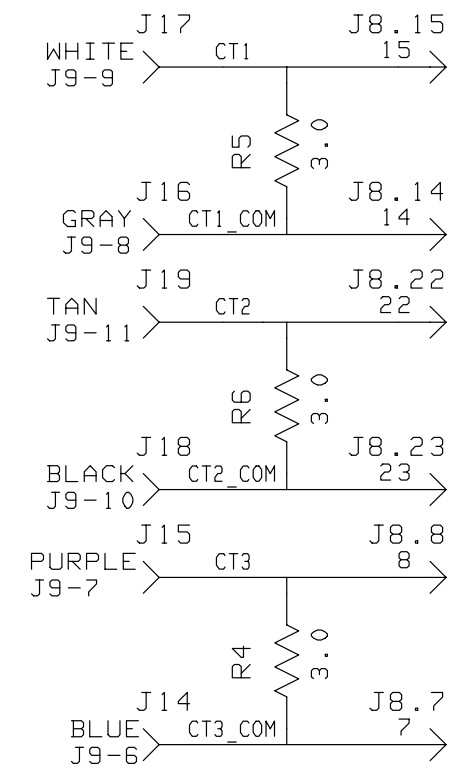 J17 J8.15
WHITE CT1 15
J9-9
R5 3.0
J16 J8.14
GRAY CT1_COM 14
J9-8
J19 J8.22
TAN CT2 22
J9-11
R6 3.0
J18 J8.23
BLACK CT2_COM 23
J9-10
J15 J8.8
PURPLE CT3 8
J9-7
R4 3.0
J14 J8.7
BLUE CT3_COM 7
J9-6